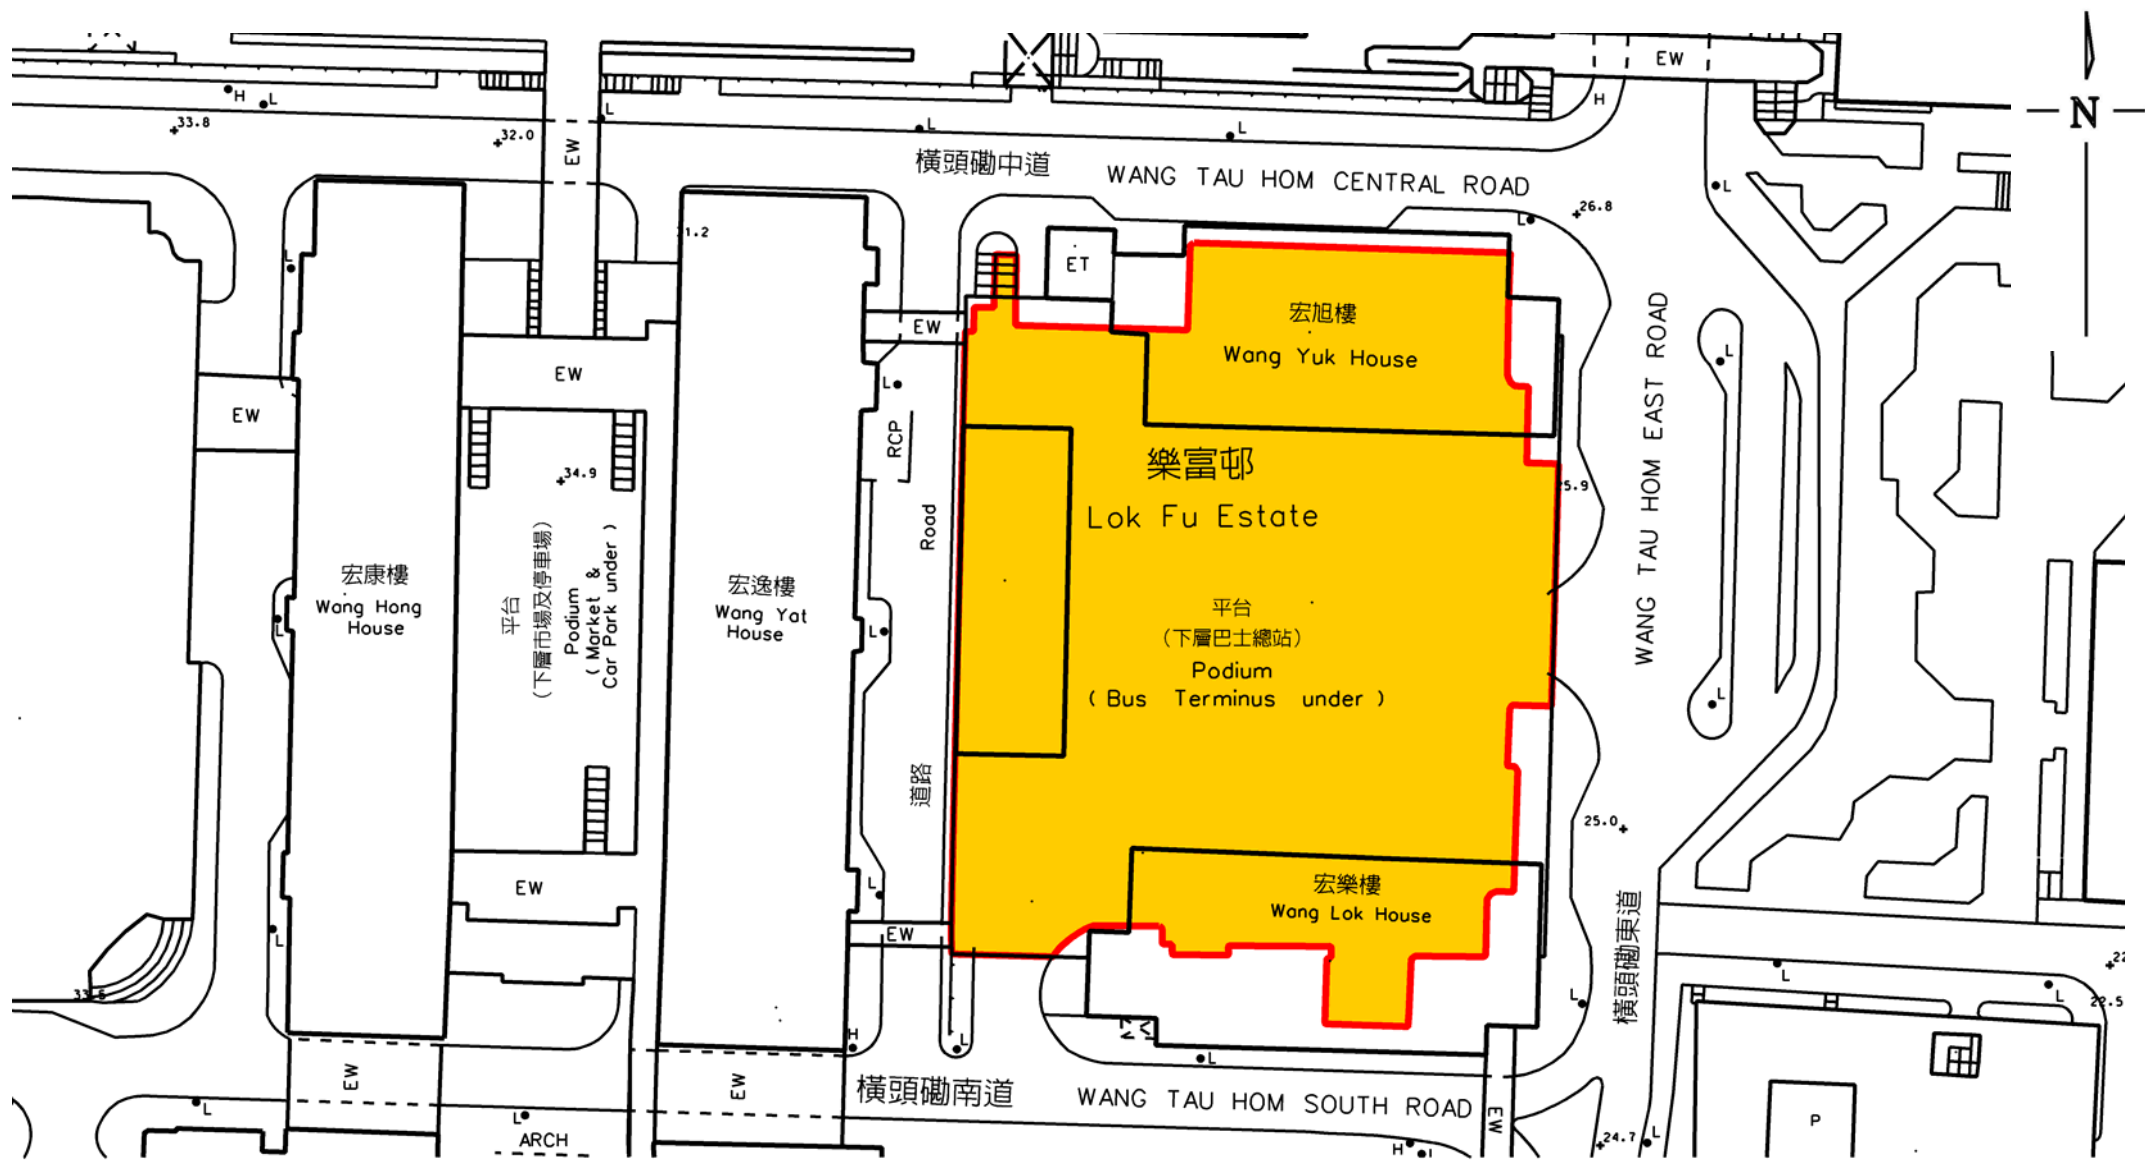 EW
H
L
33.8
32.0
EW
L
L
L
H
橫頭磡中道
WANG TAU HOM CENTRAL ROAD
L
26.8
L
N
L
ET
EW
宏旭樓
Wang Yuk House
WANG TAU HOM EAST ROAD
L
EW
EW
L
RCP
34.9
樂富邨
Lok Fu Estate
Road
宏康樓
Wang Hong
House
平台
(下層市場及停車場)
Podium
( Market &
Car Park under )
宏逸樓
Wang Yat
House
平台
(下層巴士總站)
Podium
( Bus Terminus under )
L
L
L
道路
25.0
EW
L
宏樂樓
Wang Lok House
橫頭磡東道
EW
L
L
L
22.5
L
H
L
L
EW
EW
橫頭磡南道
WANG TAU HOM SOUTH ROAD
EW
L
L
ARCH
H
L
24.7
L
P